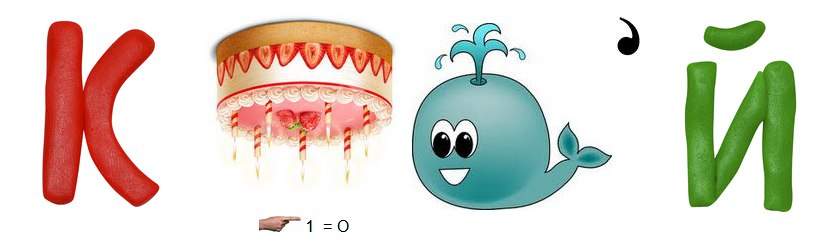 К , Й
1 = О